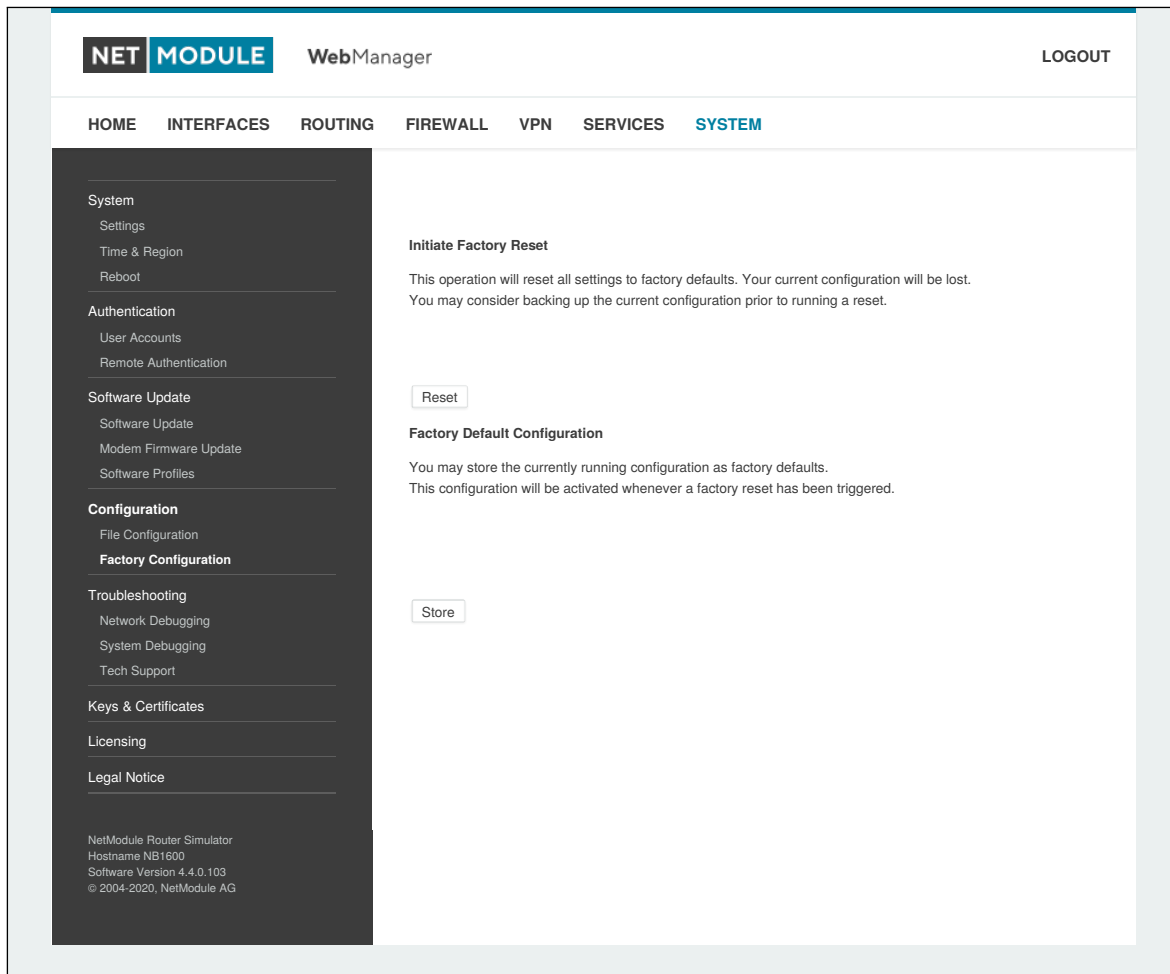 NET MODULE WebManager LOGOUT
HOME INTERFACES ROUTING FIREWALL VPN SERVICES SYSTEM
System
Settings
Time & Region
Reboot
Authentication
User Accounts
Remote Authentication
Software Update
Software Update
Modem Firmware Update
Software Profiles
Configuration
File Configuration
Factory Configuration
Troubleshooting
Network Debugging
System Debugging
Tech Support
Keys & Certificates
Licensing
Legal Notice
NetModule Router Simulator
Hostname NB1600
Software Version 4.4.0.103
© 2004-2020, NetModule AG
Initiate Factory Reset
This operation will reset all settings to factory defaults. Your current configuration will be lost.
You may consider backing up the current configuration prior to running a reset.
Reset
Factory Default Configuration
You may store the currently running configuration as factory defaults.
This configuration will be activated whenever a factory reset has been triggered.
Store